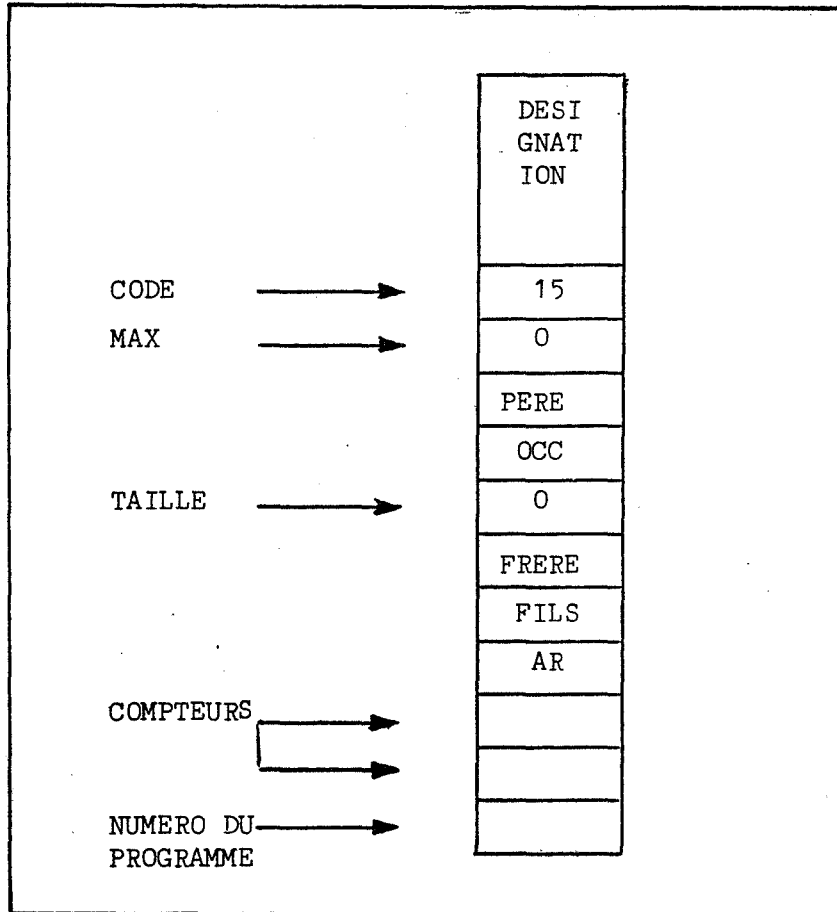 DESI
GNAT
ION
CODE 15
MAX 0
PERE
OCC
TAILLE 0
FRERE
FILS
AR
COMPTEURS
NUMERO DU
PROGRAMME